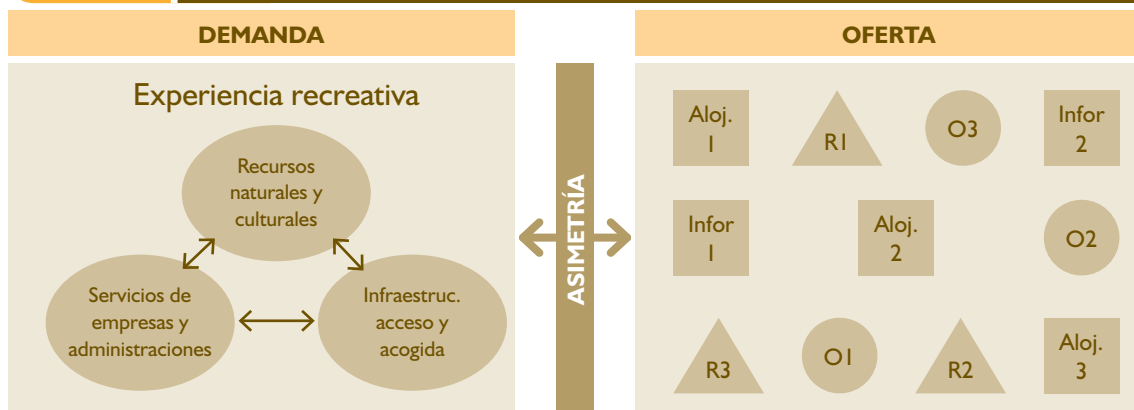 DEMANDA
Experiencia recreativa
Recursos
naturales y
culturales
Servicios de
empresas y
administraciones
Infraestruc.
acceso y
acogida
ASIMETRÍA
OFERTA
Aloj.
1
R1
O3
Infor
2
Infor
1
Aloj.
2
O2
R3
O1
R2
Aloj.
3